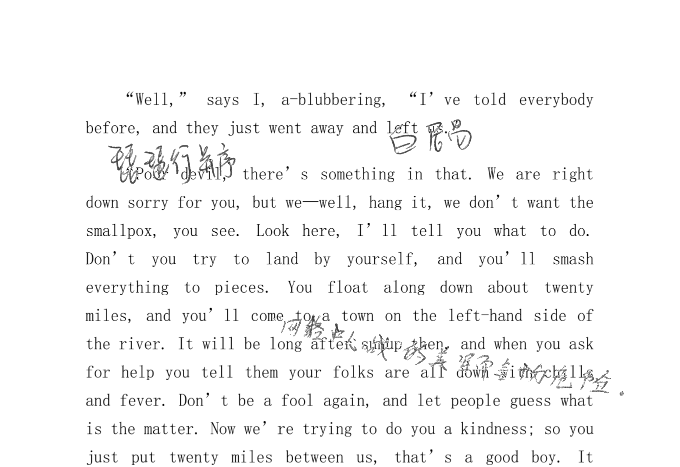 “Well,” says I, a-blubbering, “I’ve told everybody
before, and they just went away and left
白居易
琵琶行并序
“Poor devil, there’s something in that. We are right
down sorry for you, but we—well, hang it, we don’t want the
smallpox, you see. Look here, I’ll tell you what to do.
Don’t you try to land by yourself, and you’ll smash
everything to pieces. You float along down about twenty
miles, and you’ll come to a town on the left-hand side of
the river. It will be long after sunup then, and when you ask
for help you tell them your folks are all down with chills
and fever. Don’t be a fool again, and let people guess what
is the matter. Now we’re trying to do you a kindness; so you
just put twenty miles between us, that’s a good boy. It